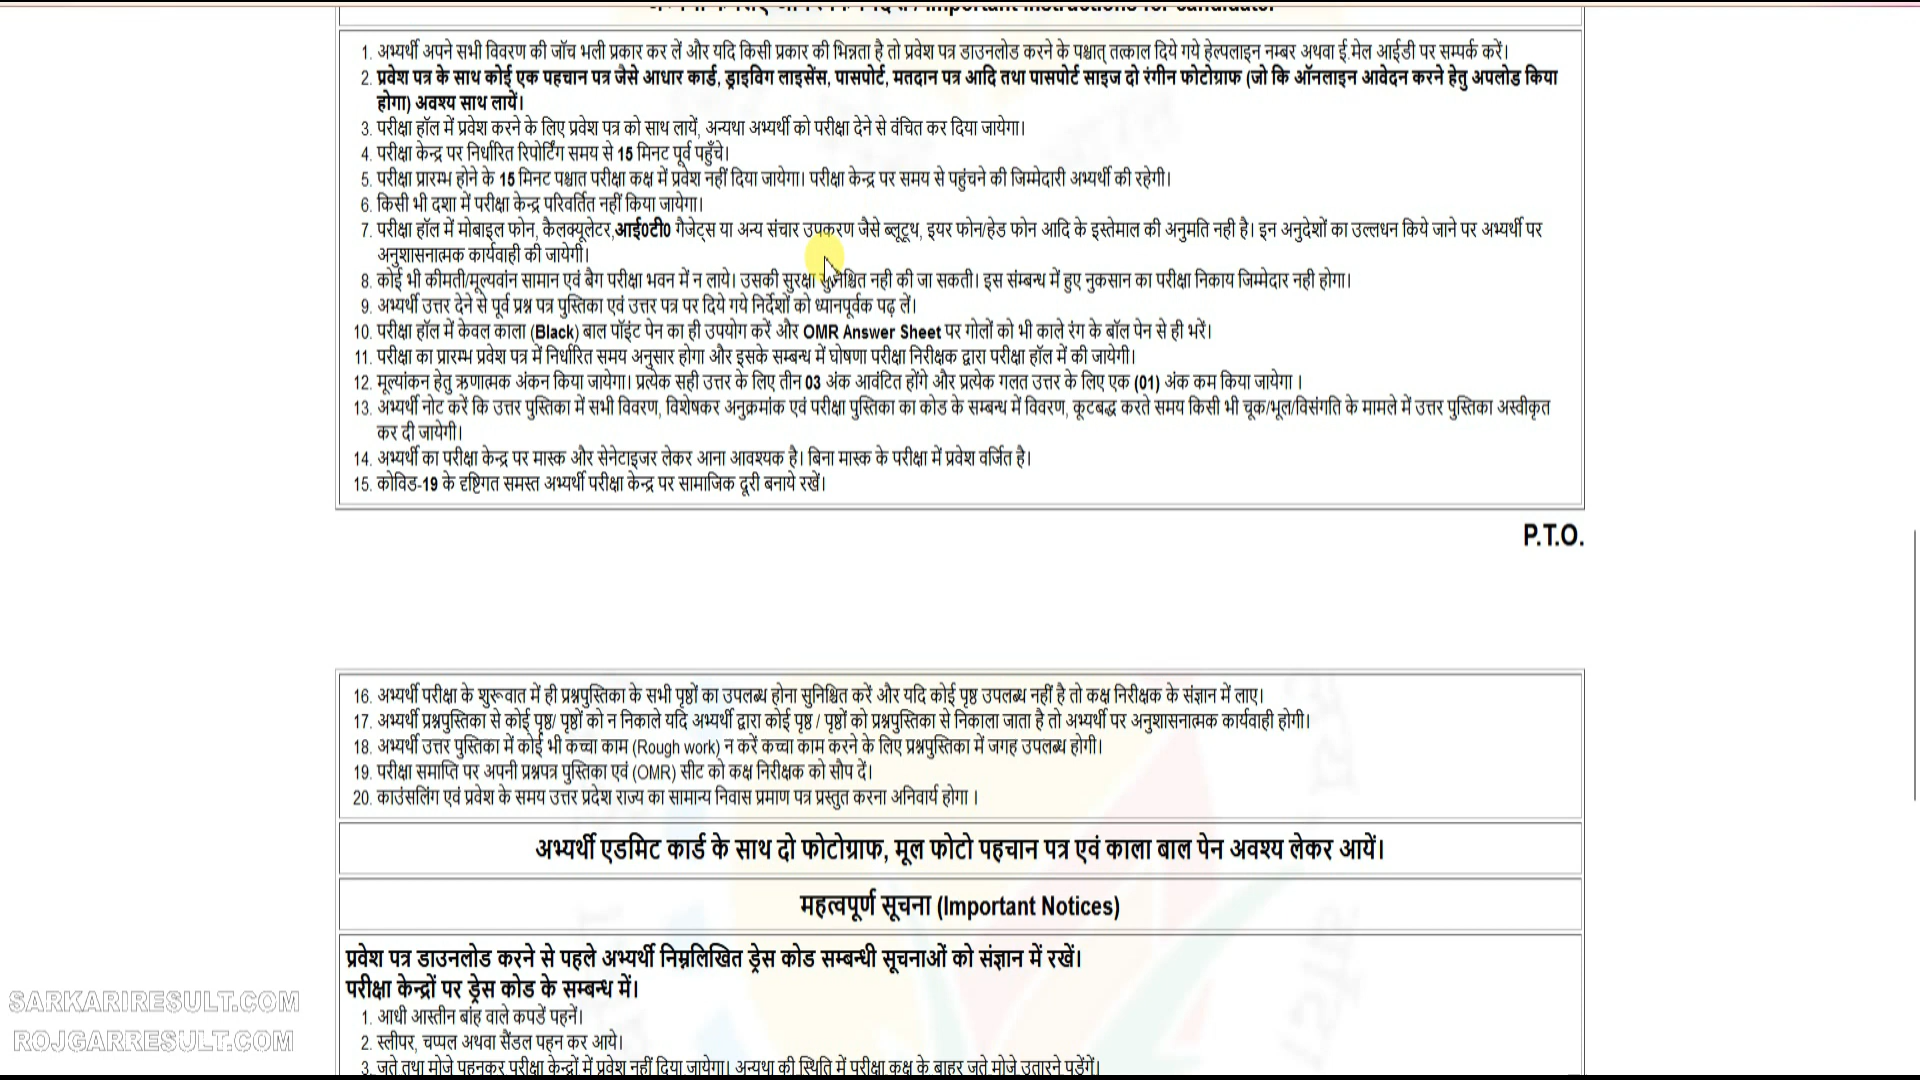 Important Instructions for candidate:
1. अभ्यर्थी अपने सभी विवरण की जॉच भली प्रकार कर लें और यदि किसी प्रकार की भिन्नता है तो प्रवेश पत्र डाउनलोड करने के पश्चात् तत्काल दिये गये हेल्पलाइन नम्बर अथवा ई.मेल आईडी पर सम्पर्क करें।
2. प्रवेश पत्र के साथ कोई एक पहचान पत्र जैसे आधार कार्ड, ड्राइविग लाइसेंस, पासपोर्ट, मतदान पत्र आदि तथा पासपोर्ट साइज दो रंगीन फोटोग्राफ (जो कि ऑनलाइन आवेदन करने हेतु अपलोड किया
होगा) अवश्य साथ लायें।
3. परीक्षा हॉल में प्रवेश करने के लिए प्रवेश पत्र को साथ लायें, अन्यथा अभ्यर्थी को परीक्षा देने से वंचित कर दिया जायेगा।
4. परीक्षा केन्द्र पर निर्धारित रिपोर्टिंग समय से 15 मिनट पूर्व पहुँचे।
5. परीक्षा प्रारम्भ होने के 15 मिनट पश्चात परीक्षा कक्ष में प्रवेश नहीं दिया जायेगा। परीक्षा केन्द्र पर समय से पहुंचने की जिम्मेदारी अभ्यर्थी की रहेगी।
6. किसी भी दशा में परीक्षा केन्द्र परिवर्तित नहीं किया जायेगा।
7. परीक्षा हॉल में मोबाइल फोन, कैलक्यूलेटर,आई0टी0 गैजेट्स या अन्य संचार उपकरण जैसे ब्लूटूथ, इयर फोन/हेड फोन आदि के इस्तेमाल की अनुमति नही है। इन अनुदेशों का उल्लधन किये जाने पर अभ्यर्थी पर
अनुशासनात्मक कार्यवाही की जायेगी।
8. कोई भी कीमती/मूल्यवांन सामान एवं बैग परीक्षा भवन में न लाये। उसकी सुरक्षा सुनिश्चित नही की जा सकती। इस संम्बन्ध में हुए नुकसान का परीक्षा निकाय जिम्मेदार नही होगा।
9. अभ्यर्थी उत्तर देने से पूर्व प्रश्न पत्र पुस्तिका एवं उत्तर पत्र पर दिये गये निर्देशों को ध्यानपूर्वक पढ़ लें।
10. परीक्षा हॉल में केवल काला (Black) बाल पॉइंट पेन का ही उपयोग करें और OMR Answer Sheet पर गोलों को भी काले रंग के बॉल पेन से ही भरें।
11. परीक्षा का प्रारम्भ प्रवेश पत्र में निर्धारित समय अनुसार होगा और इसके सम्बन्ध में घोषणा परीक्षा निरीक्षक द्वारा परीक्षा हॉल में की जायेगी।
12. मूल्यांकन हेतु ऋणात्मक अंकन किया जायेगा। प्रत्येक सही उत्तर के लिए तीन 03 अंक आवंटित होंगे और प्रत्येक गलत उत्तर के लिए एक (01) अंक कम किया जायेगा ।
13. अभ्यर्थी नोट करें कि उत्तर पुस्तिका में सभी विवरण, विशेषकर अनुक्रमांक एवं परीक्षा पुस्तिका का कोड के सम्बन्ध में विवरण, कूटबद्ध करते समय किसी भी चूक/भूल/विसंगति के मामले में उत्तर पुस्तिका अस्वीकृत
कर दी जायेगी।
14. अभ्यर्थी का परीक्षा केन्द्र पर मास्क और सेनेटाइजर लेकर आना आवश्यक है। बिना मास्क के परीक्षा में प्रवेश वर्जित है।
15. कोविड-19 के दृष्टिगत समस्त अभ्यर्थी परीक्षा केन्द्र पर सामाजिक दूरी बनाये रखें।
P.T.O.
16. अभ्यर्थी परीक्षा के शुरूवात में ही प्रश्नपुस्तिका के सभी पृष्ठों का उपलब्ध होना सुनिश्चित करें और यदि कोई पृष्ठ उपलब्ध नहीं है तो कक्ष निरीक्षक के संज्ञान में लाए।
17. अभ्यर्थी प्रश्नपुस्तिका से कोई पृष्ठ/ पृष्ठों को न निकाले यदि अभ्यर्थी द्वारा कोई पृष्ठ / पृष्ठों को प्रश्नपुस्तिका से निकाला जाता है तो अभ्यर्थी पर अनुशासनात्मक कार्यवाही होगी।
18. अभ्यर्थी उत्तर पुस्तिका में कोई भी कच्चा काम (Rough work) न करें कच्चा काम करने के लिए प्रश्नपुस्तिका में जगह उपलब्ध होगी।
19. परीक्षा समाप्ति पर अपनी प्रश्नपत्र पुस्तिका एवं (OMR) सीट को कक्ष निरीक्षक को सौप दें।
20. काउंसलिंग एवं प्रवेश के समय उत्तर प्रदेश राज्य का सामान्य निवास प्रमाण पत्र प्रस्तुत करना अनिवार्य होगा ।
अभ्यर्थी एडमिट कार्ड के साथ दो फोटोग्राफ, मूल फोटो पहचान पत्र एवं काला बाल पेन अवश्य लेकर आयें।
महत्वपूर्ण सूचना (Important Notices)
प्रवेश पत्र डाउनलोड करने से पहले अभ्यर्थी निम्नलिखित ड्रेस कोड सम्बन्धी सूचनाओं को संज्ञान में रखें।
परीक्षा केन्द्रों पर ड्रेस कोड के सम्बन्ध में।
1. आधी आस्तीन बांह वाले कपडें पहनें।
2. स्लीपर, चप्पल अथवा सैंडल पहन कर आये।
3. जूते तथा मोजे पहनकर परीक्षा केन्द्रों में प्रवेश नहीं दिया जायेगा। अन्यथा की स्थिति में परीक्षा कक्ष के बाहर जूते मोजे उतारने पड़ेंगें।
SARKARIRESULT.COM
ROJGARRESULT.COM